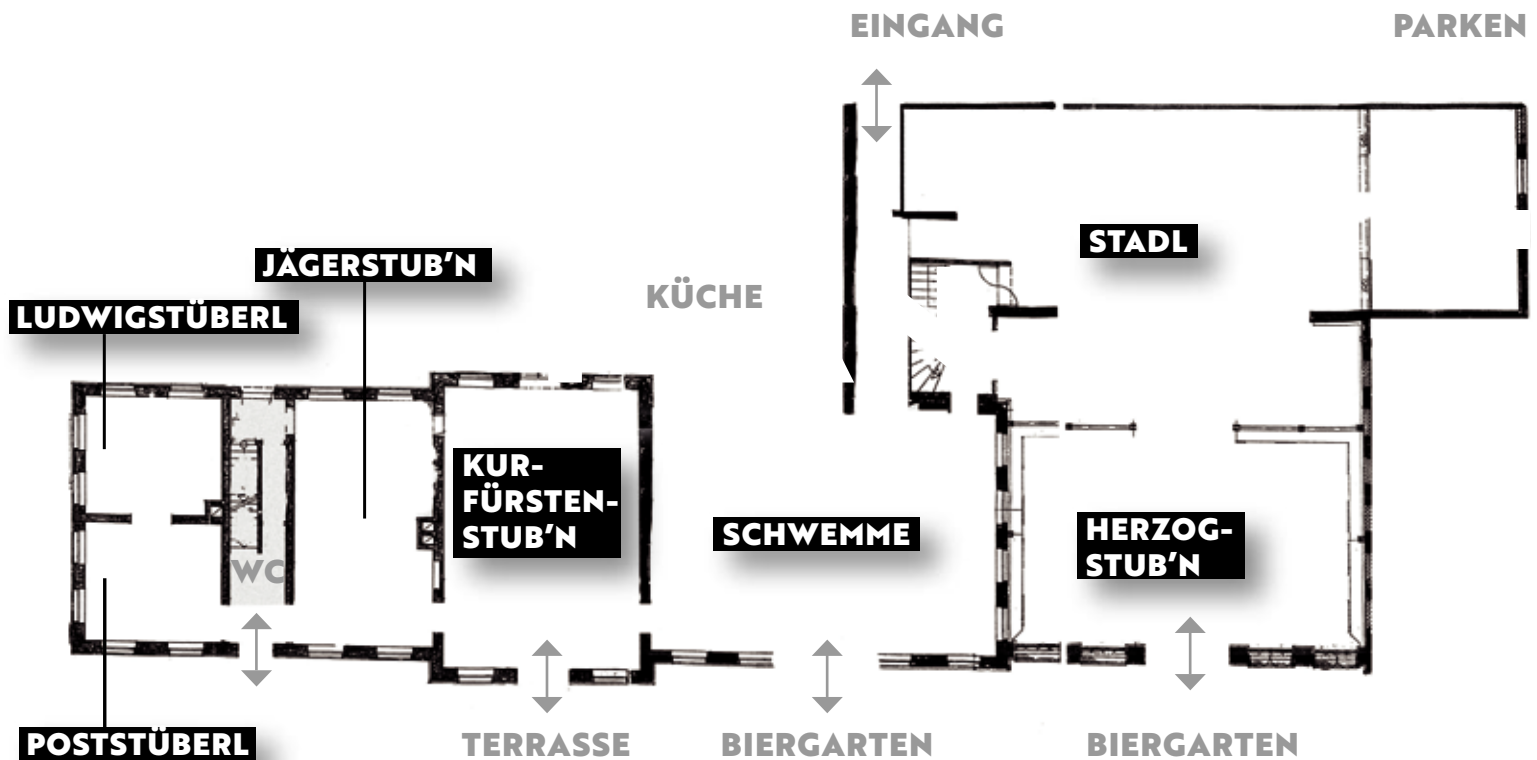 EINGANG
PARKEN
STADL
JÄGERSTUB’N
KÜCHE
LUDWIGSTÜBERL
KUR-
FÜRSTEN-
STUB’N
SCHWEMME
HERZOG-
STUB’N
WC
POSTSTÜBERL
TERRASSE
BIERGARTEN
BIERGARTEN